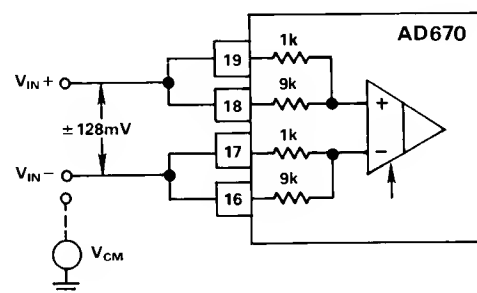 AD670
1k
19
9k
18
VIN+
±128mV
1k
17
VIN−
9k
16
VCM
+
−